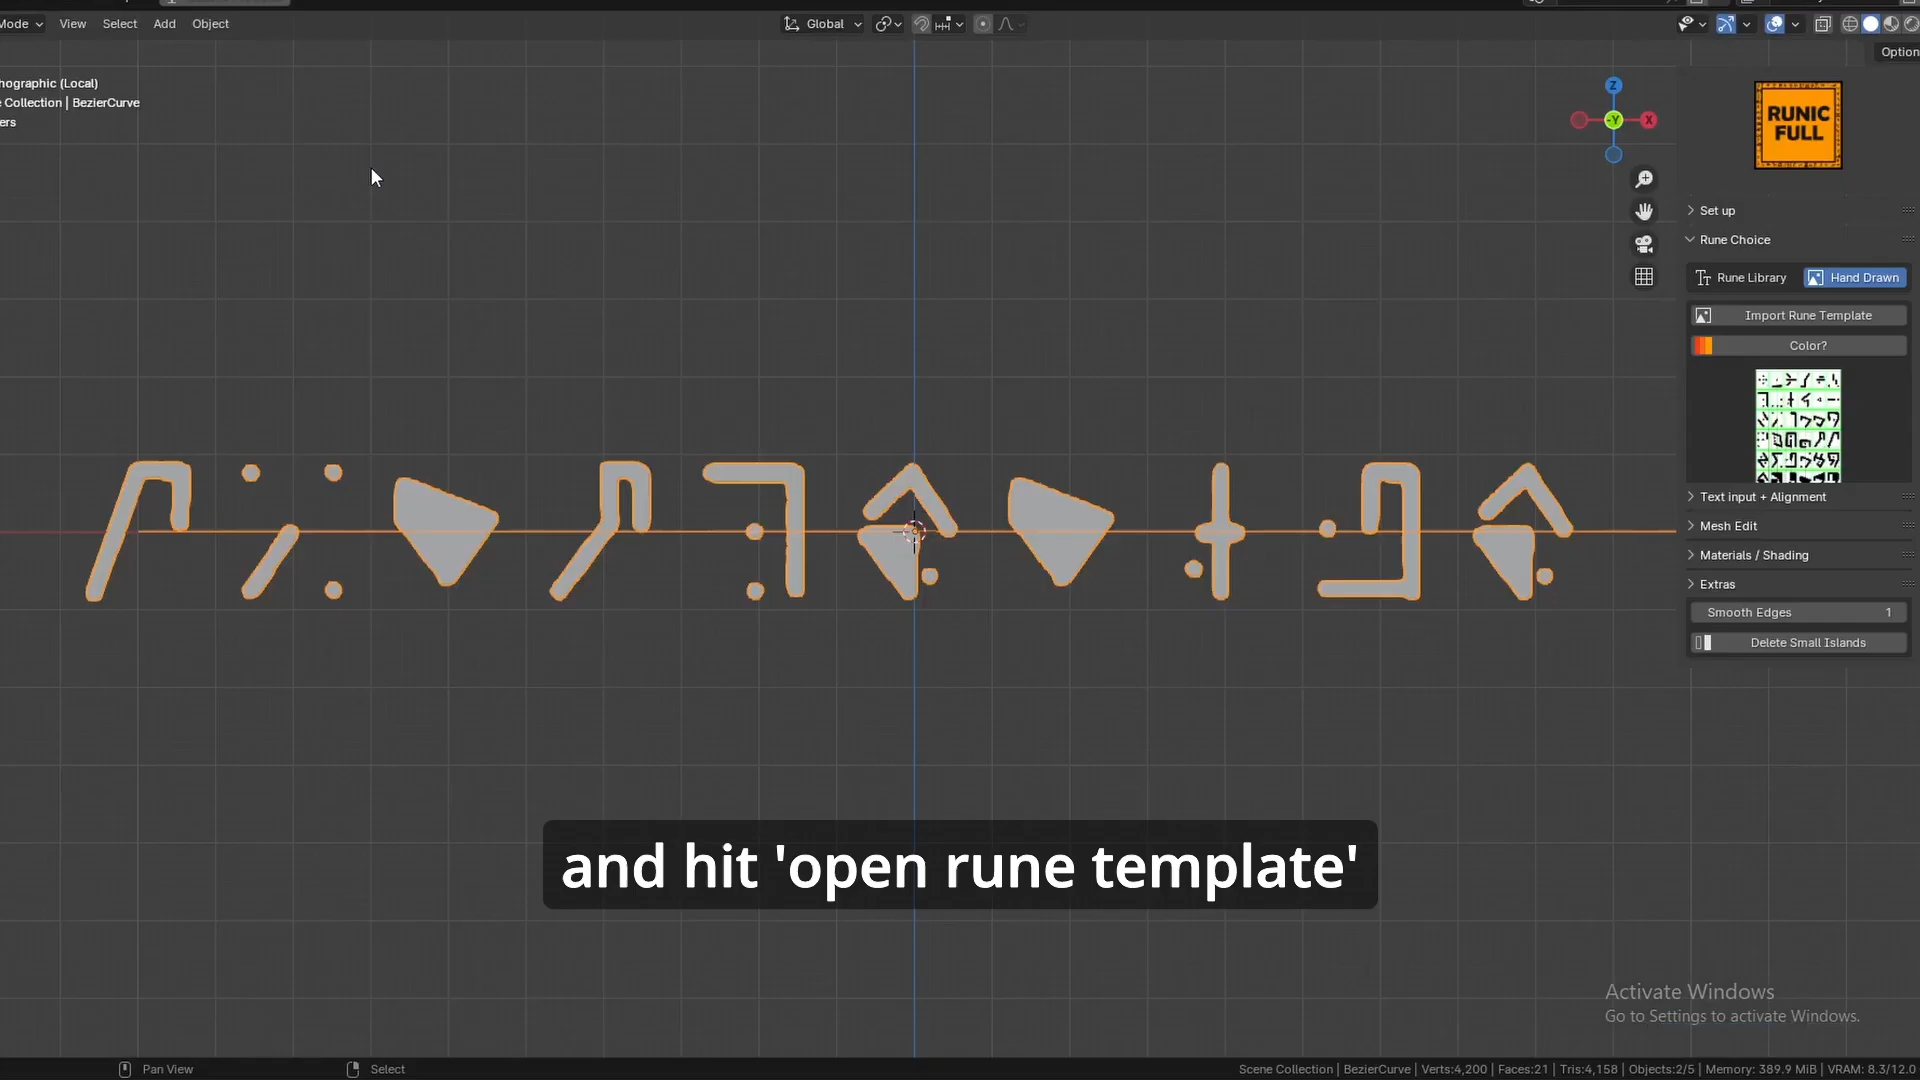 Mode
View
Select
Add
Object
Global
Option
hographic (Local)
e Collection | BezierCurve
ers
Z
-Y
X
RUNIC
FULL
Set up
Rune Choice
Rune Library
Hand Drawn
Import Rune Template
Color?
Text input + Alignment
Mesh Edit
Materials / Shading
Extras
Smooth Edges 1
Delete Small Islands
and hit 'open rune template'
Activate Windows
Go to Settings to activate Windows.
Pan View
Select
Scene Collection | BezierCurve | Verts:4,200 | Faces:21 | Tris:4,158 | Objects:2/5 | Memory: 389.9 MiB | VRAM: 8.3/12.0